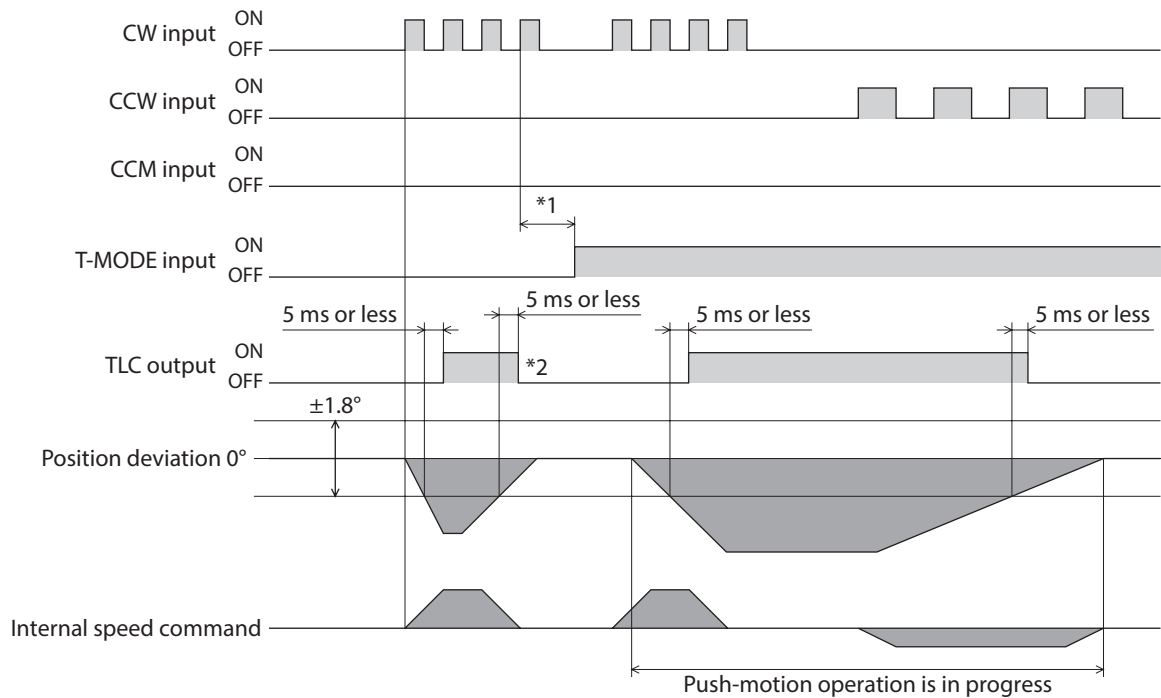 CW input ON
OFF
CCW input ON
OFF
CCM input ON
OFF
*1
T-MODE input ON
OFF
5 ms or less 5 ms or less 5 ms or less 5 ms or less
TLC output ON
OFF
*2
±1.8°
Position deviation 0°
Internal speed command
Push-motion operation is in progress